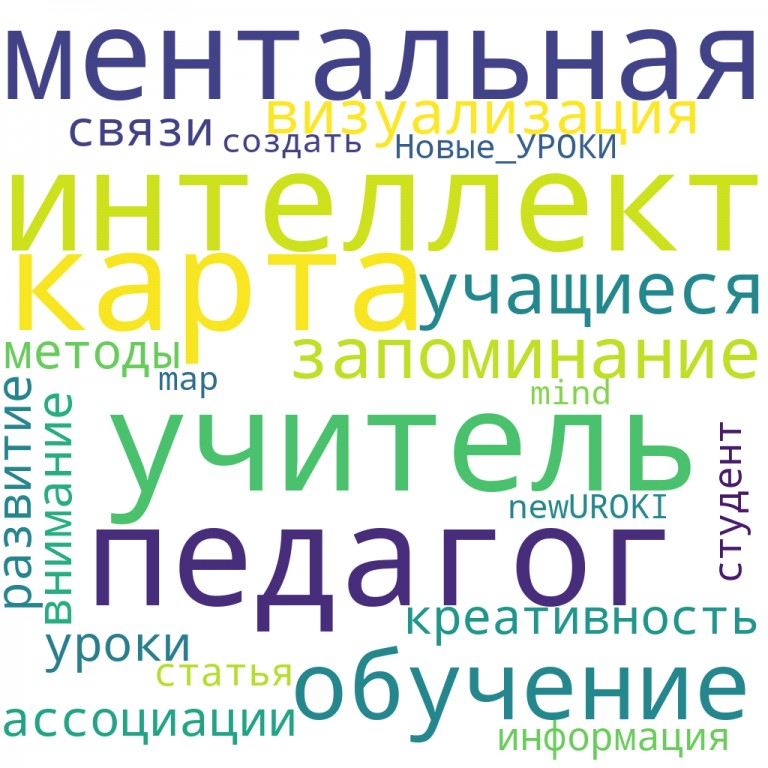 ментальная
визуализация
связи
создать
Новые_УРОКИ
интеллект
карта
учащиеся
методы
запоминание
map
mind
развитие
внимание
учитель
студент
newUROKI
педагог
креативность
уроки
статья
обучение
ассоциации
информация